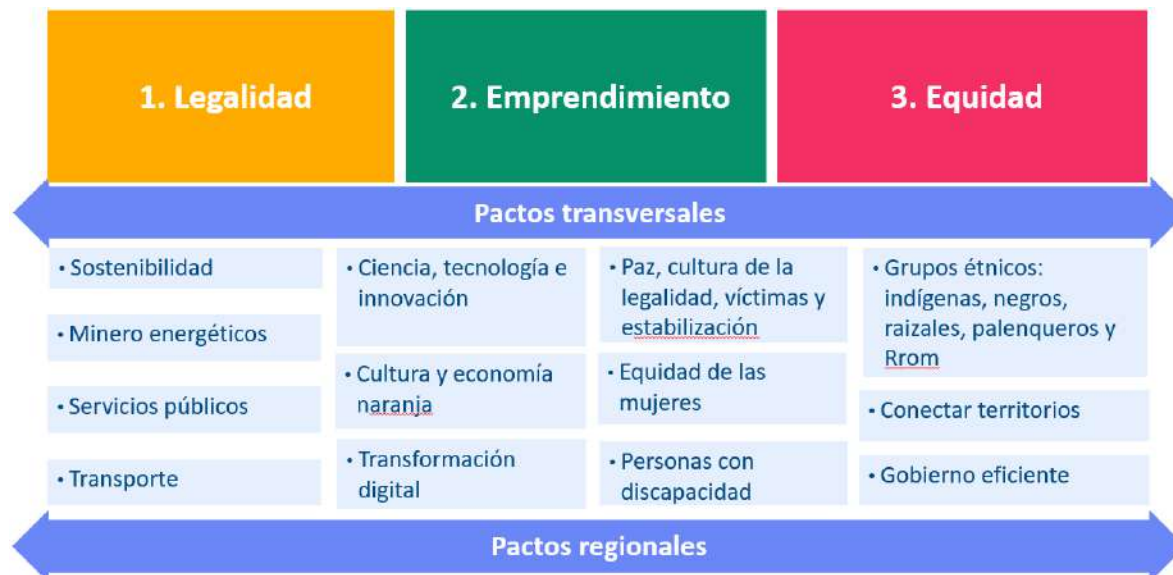 1. Legalidad
2. Emprendimiento
3. Equidad
Pactos transversales
• Sostenibilidad
• Minero energéticos
• Servicios públicos
• Transporte
• Ciencia, tecnología e
innovación
• Cultura y economía
naranja
• Transformación
digital
• Paz, cultura de la
legalidad, víctimas y
estabilización
• Equidad de las
mujeres
• Personas con
discapacidad
• Grupos étnicos:
indígenas, negros,
raizales, palenqueros y
Rrom
• Conectar territorios
• Gobierno eficiente
Pactos regionales